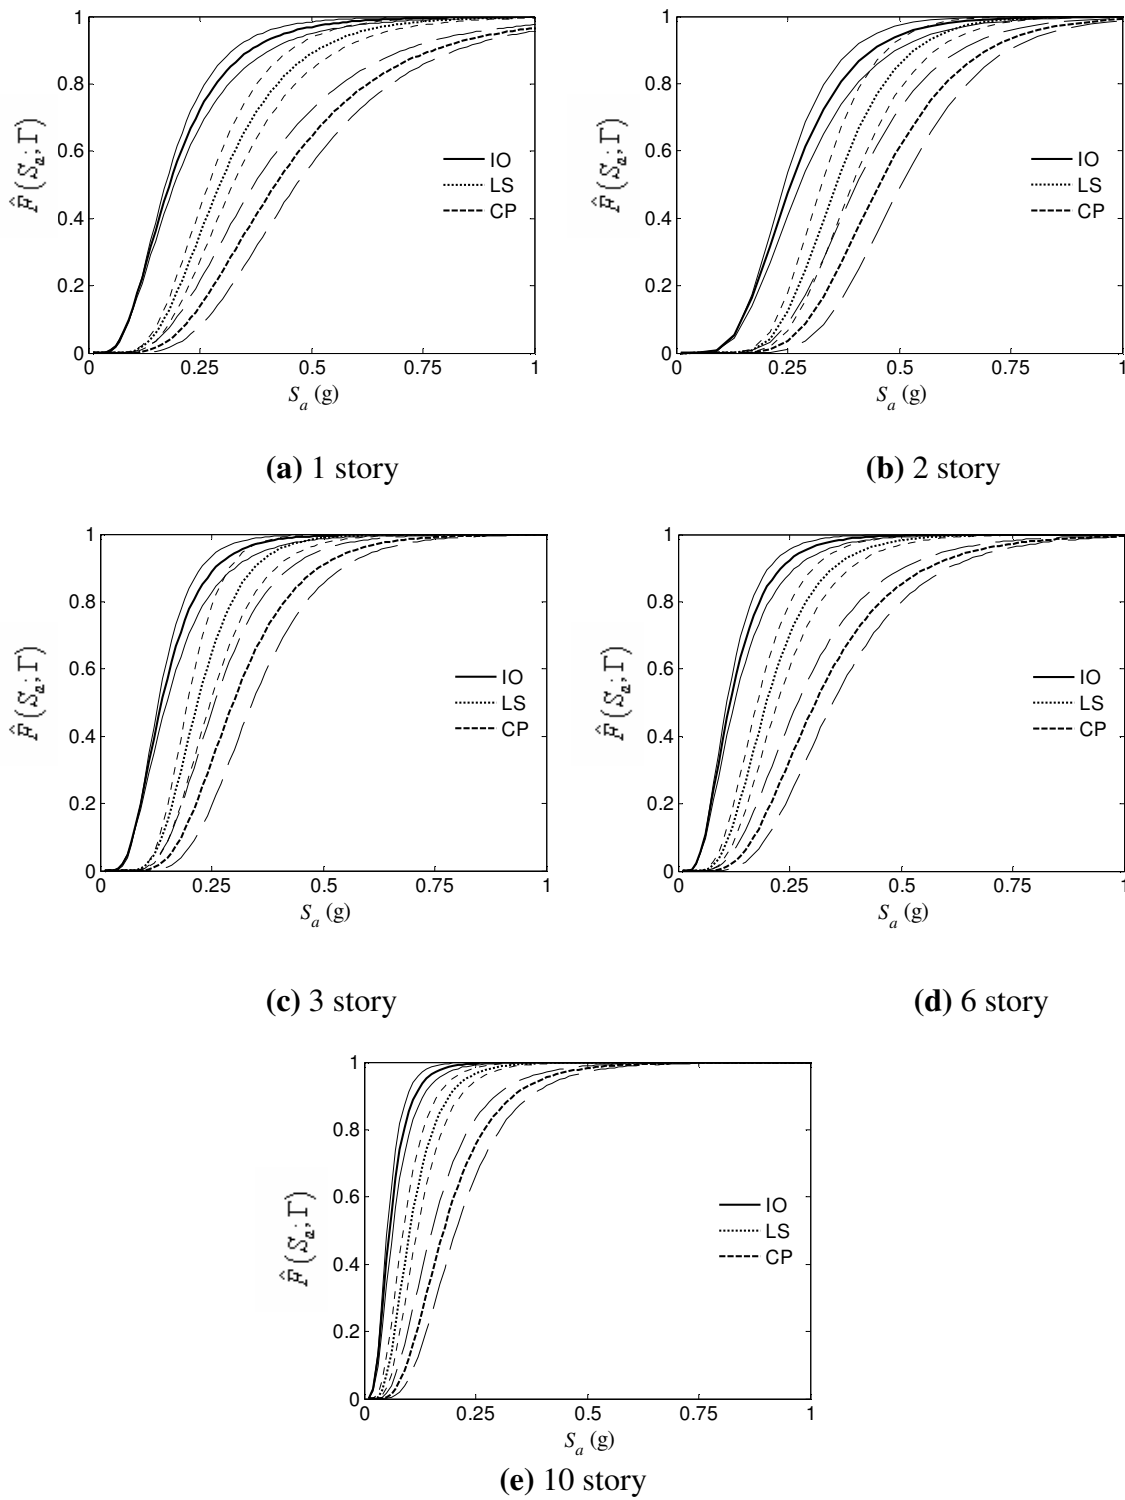 1
0.8
0.6
0.4
0.2
0
F̂(Sₐ; Γ)
IO
LS
CP
0 0.25 0.5 0.75 1
Sₐ (g)
(a) 1 story
1
0.8
0.6
0.4
0.2
0
F̂(Sₐ; Γ)
IO
LS
CP
0 0.25 0.5 0.75 1
Sₐ (g)
(b) 2 story
1
0.8
0.6
0.4
0.2
0
F̂(Sₐ; Γ)
IO
LS
CP
0 0.25 0.5 0.75 1
Sₐ (g)
(c) 3 story
1
0.8
0.6
0.4
0.2
0
F̂(Sₐ; Γ)
IO
LS
CP
0 0.25 0.5 0.75 1
Sₐ (g)
(d) 6 story
1
0.8
0.6
0.4
0.2
0
F̂(Sₐ; Γ)
IO
LS
CP
0 0.25 0.5 0.75 1
Sₐ (g)
(e) 10 story